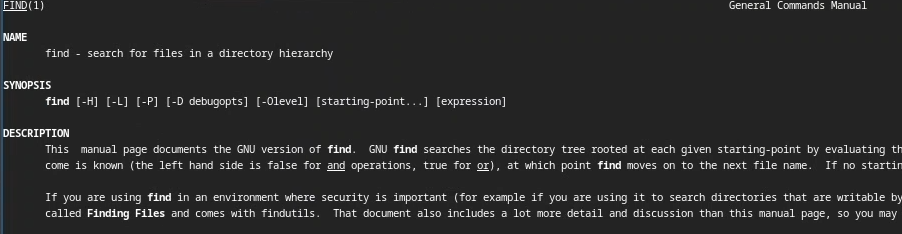 FIND(1) General Commands Manual
NAME
find - search for files in a directory hierarchy
SYNOPSIS
find [-H] [-L] [-P] [-D debugopts] [-Olevel] [starting-point...] [expression]
DESCRIPTION
This manual page documents the GNU version of find. GNU find searches the directory tree rooted at each given starting-point by evaluating th
come is known (the left hand side is false for and operations, true for or), at which point find moves on to the next file name. If no startin
If you are using find in an environment where security is important (for example if you are using it to search directories that are writable by
called Finding Files and comes with findutils. That document also includes a lot more detail and discussion than this manual page, so you may